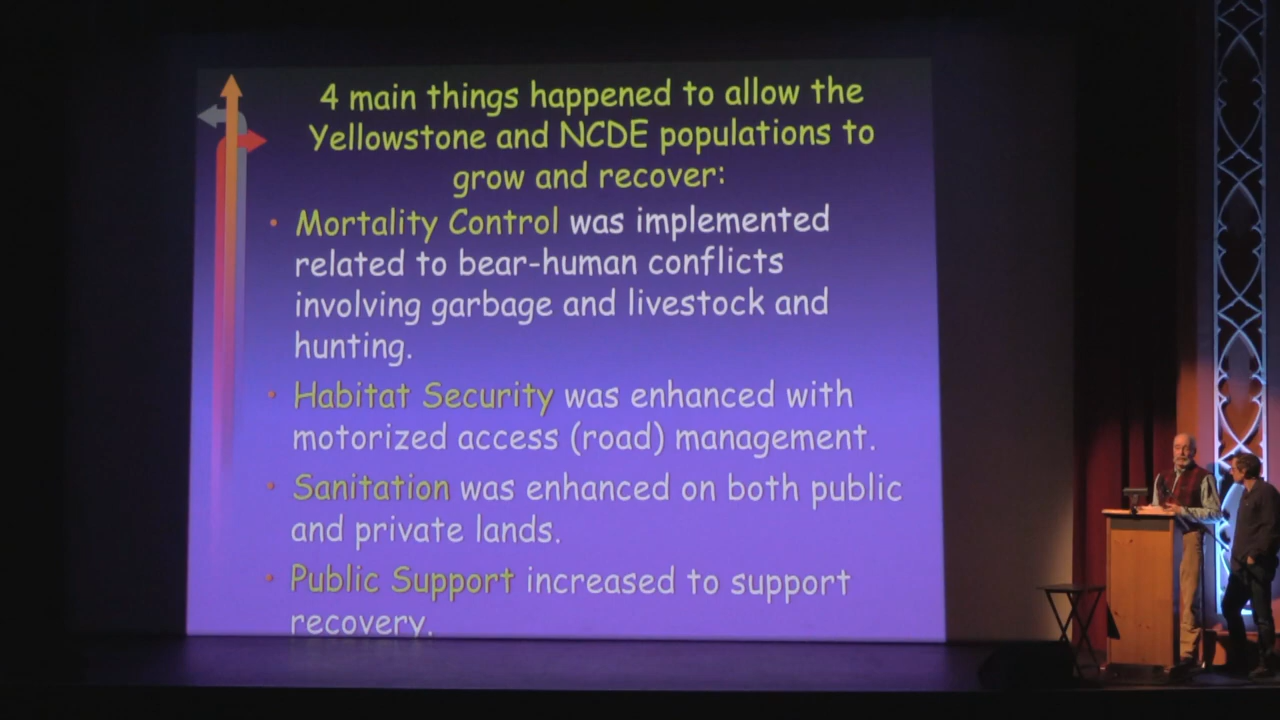 4 main things happened to allow the
Yellowstone and NCDE populations to
grow and recover:
• Mortality Control was implemented
related to bear-human conflicts
involving garbage and livestock and
hunting.
• Habitat Security was enhanced with
motorized access (road) management.
• Sanitation was enhanced on both public
and private lands.
• Public Support increased to support
recovery.